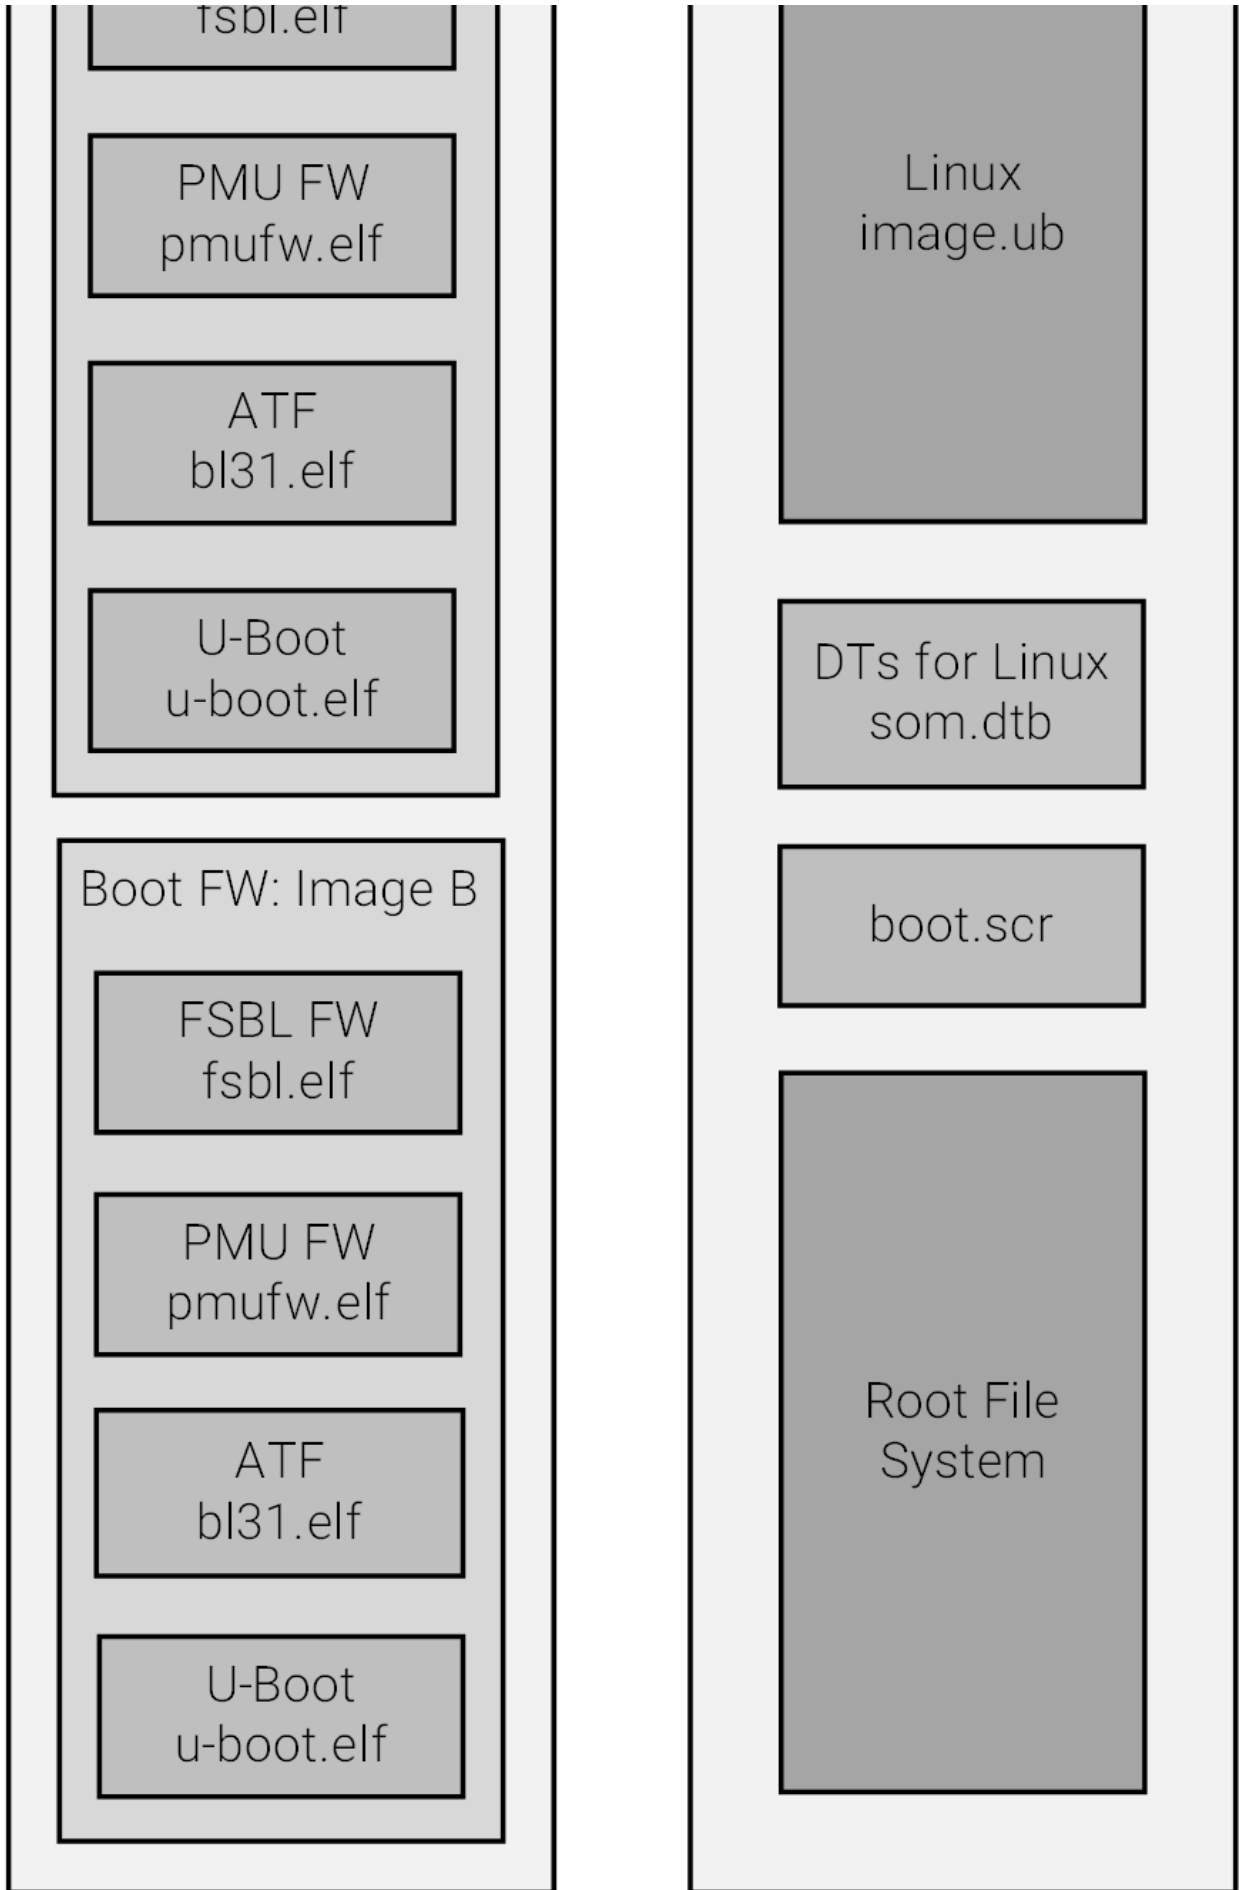 fsbl.elf
PMU FW
pmufw.elf
ATF
bl31.elf
U-Boot
u-boot.elf
Boot FW: Image B
FSBL FW
fsbl.elf
PMU FW
pmufw.elf
ATF
bl31.elf
U-Boot
u-boot.elf
Linux
image.ub
DTs for Linux
som.dtb
boot.scr
Root File
System